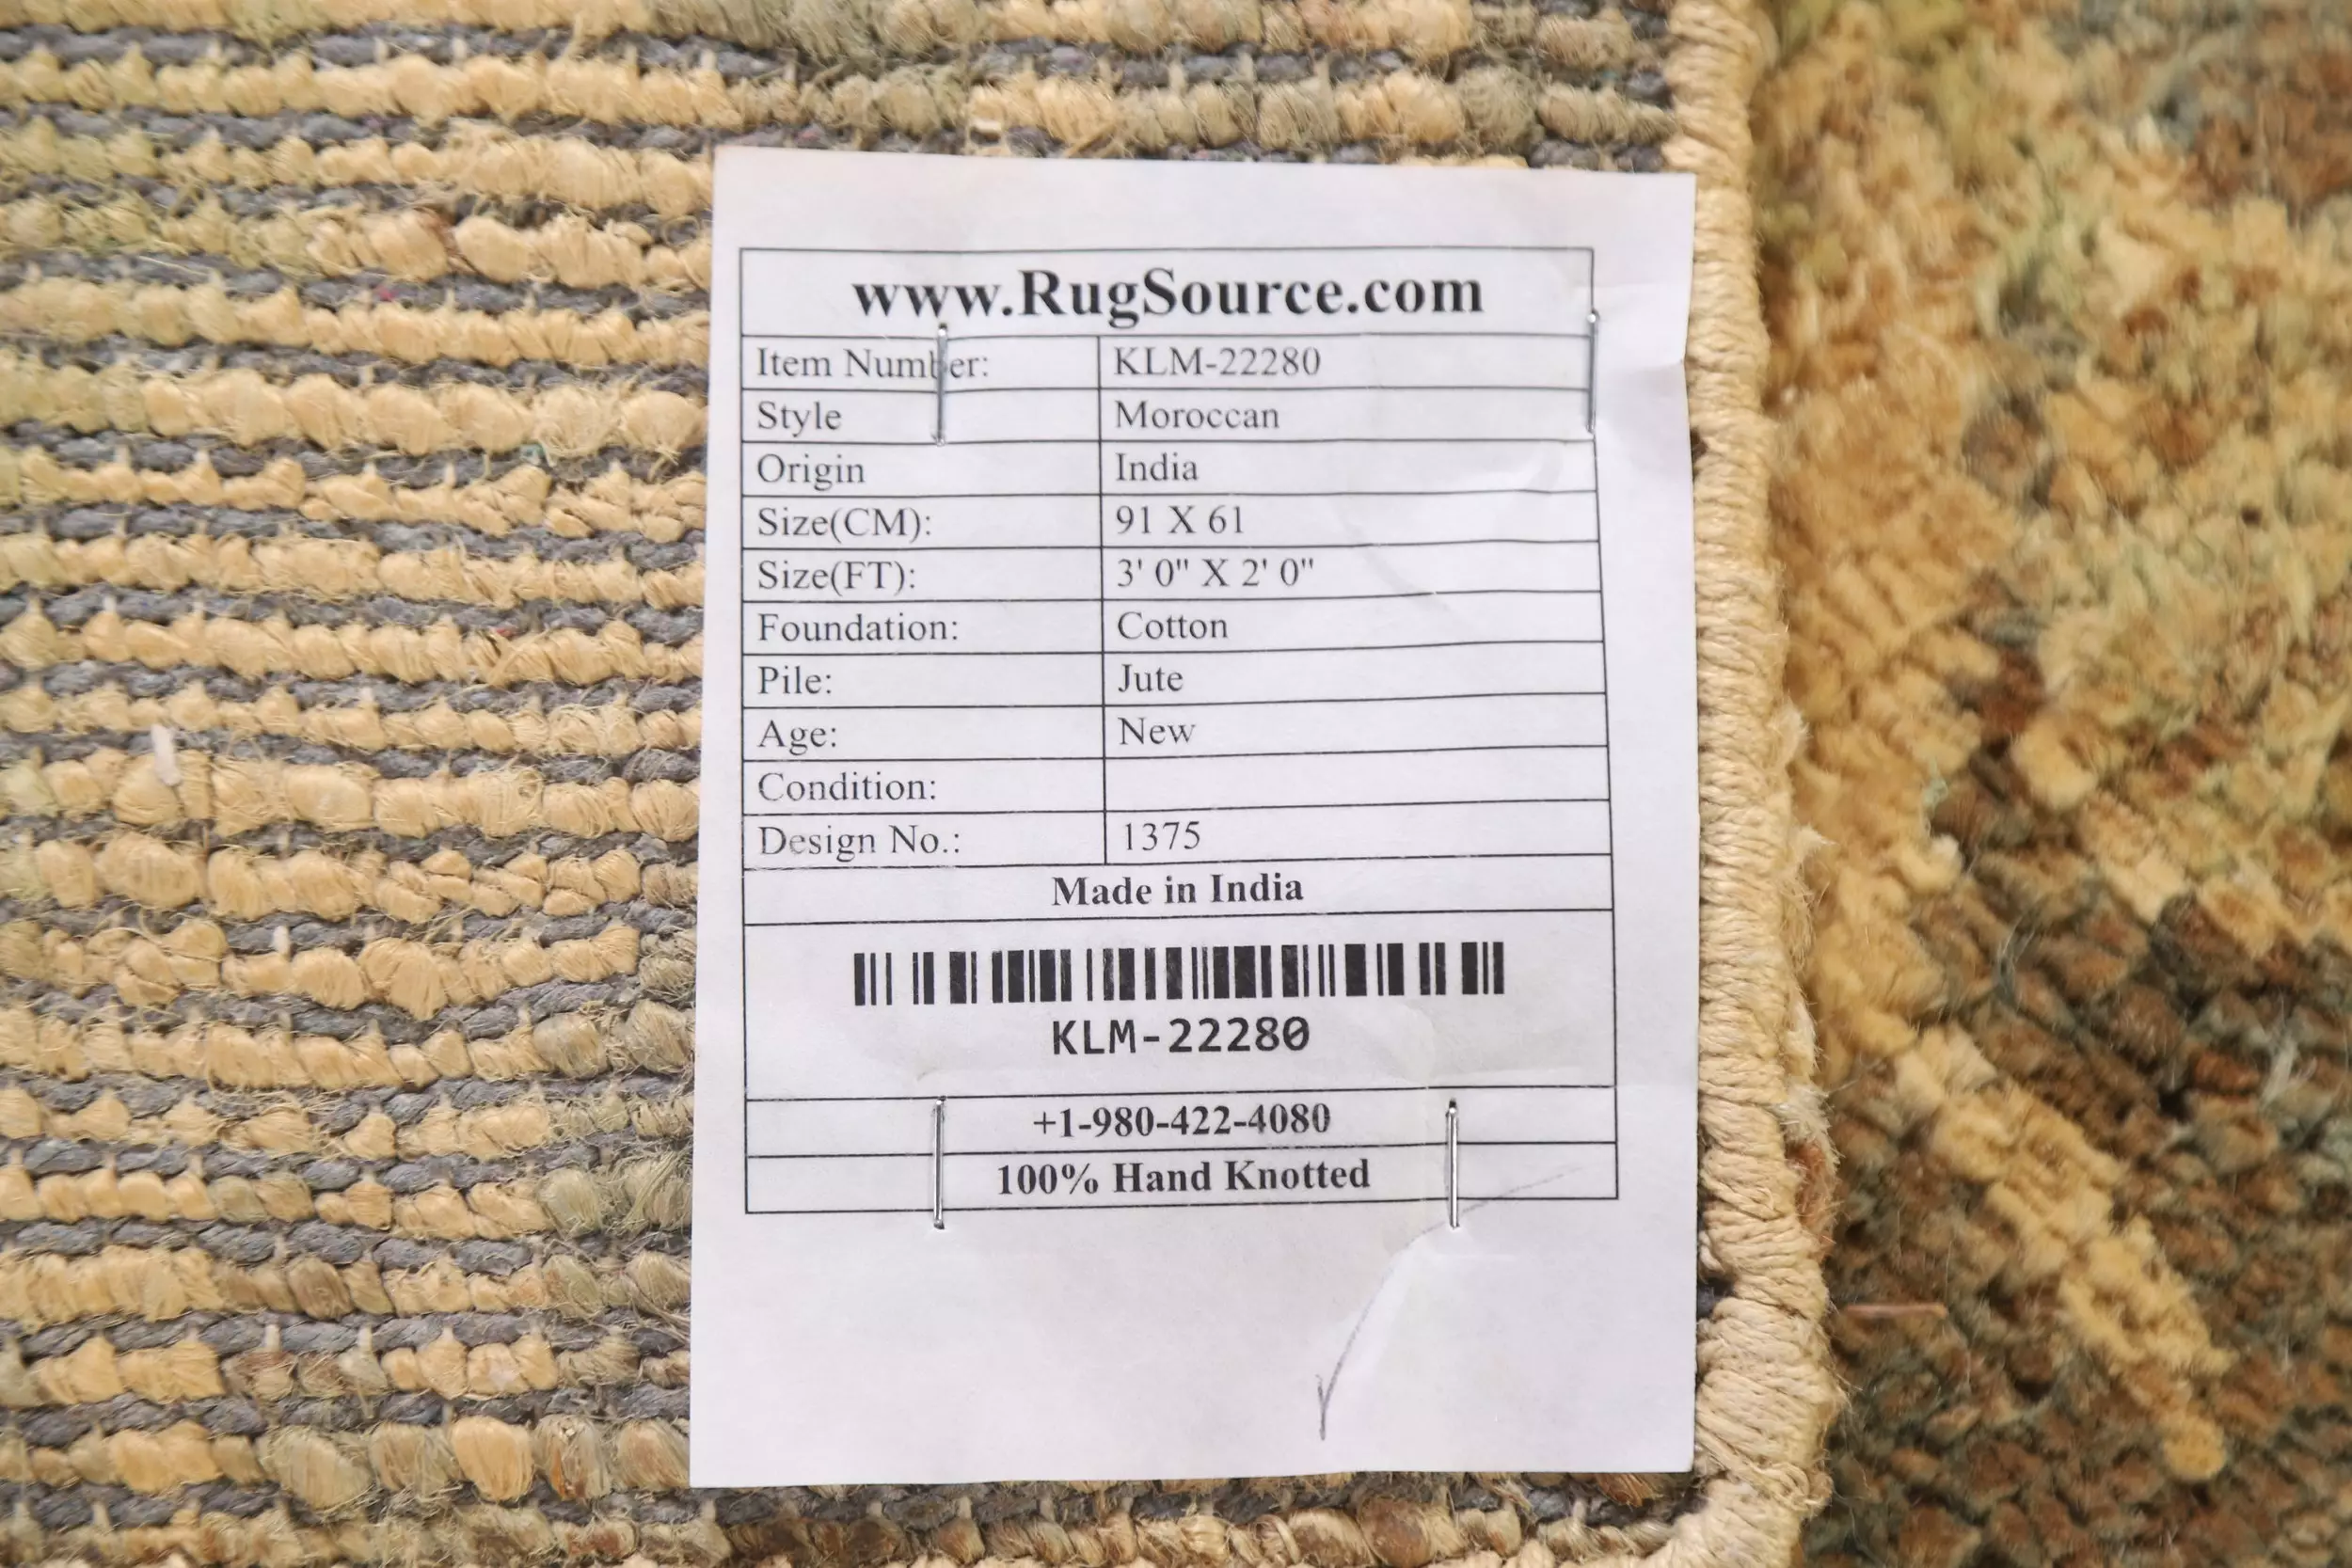 www.RugSource.com
Item Number: KLM-22280
Style Moroccan
Origin India
Size(CM): 91 X 61
Size(FT): 3' 0" X 2' 0"
Foundation: Cotton
Pile: Jute
Age: New
Condition:
Design No.: 1375
Made in India
KLM-22280
+1-980-422-4080
100% Hand Knotted